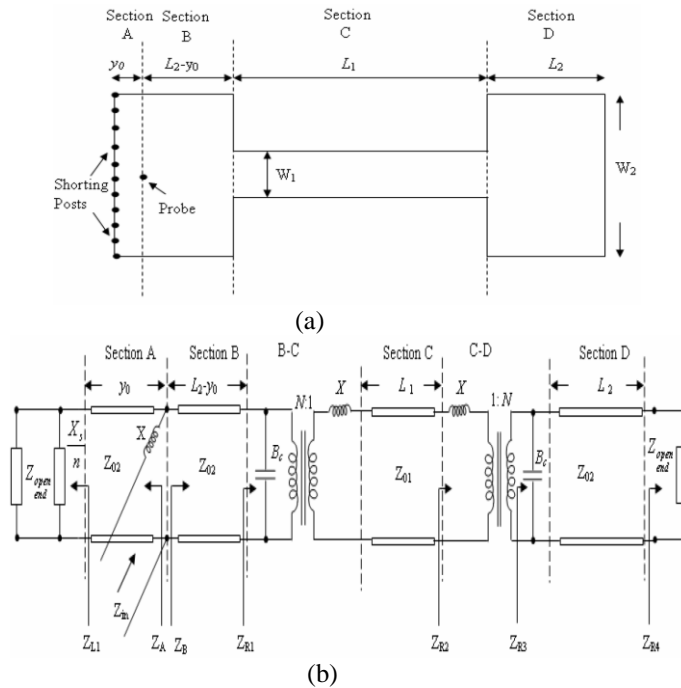 Section A
Section B
Section C
Section D
y0
L2-y0
L1
L2
W1
W2
Shorting Posts
Probe
(a)
Section A
Section B
B-C
Section C
C-D
Section D
y0
L2-y0
N:1
X
L1
X
1:N
L2
Zopen end
Xs
n
Z02
X
Z02
Bc
Z01
Bc
Z02
Zopen end
Zin
ZL1
ZA
ZB
ZR1
ZR2
ZR3
ZR4
(b)